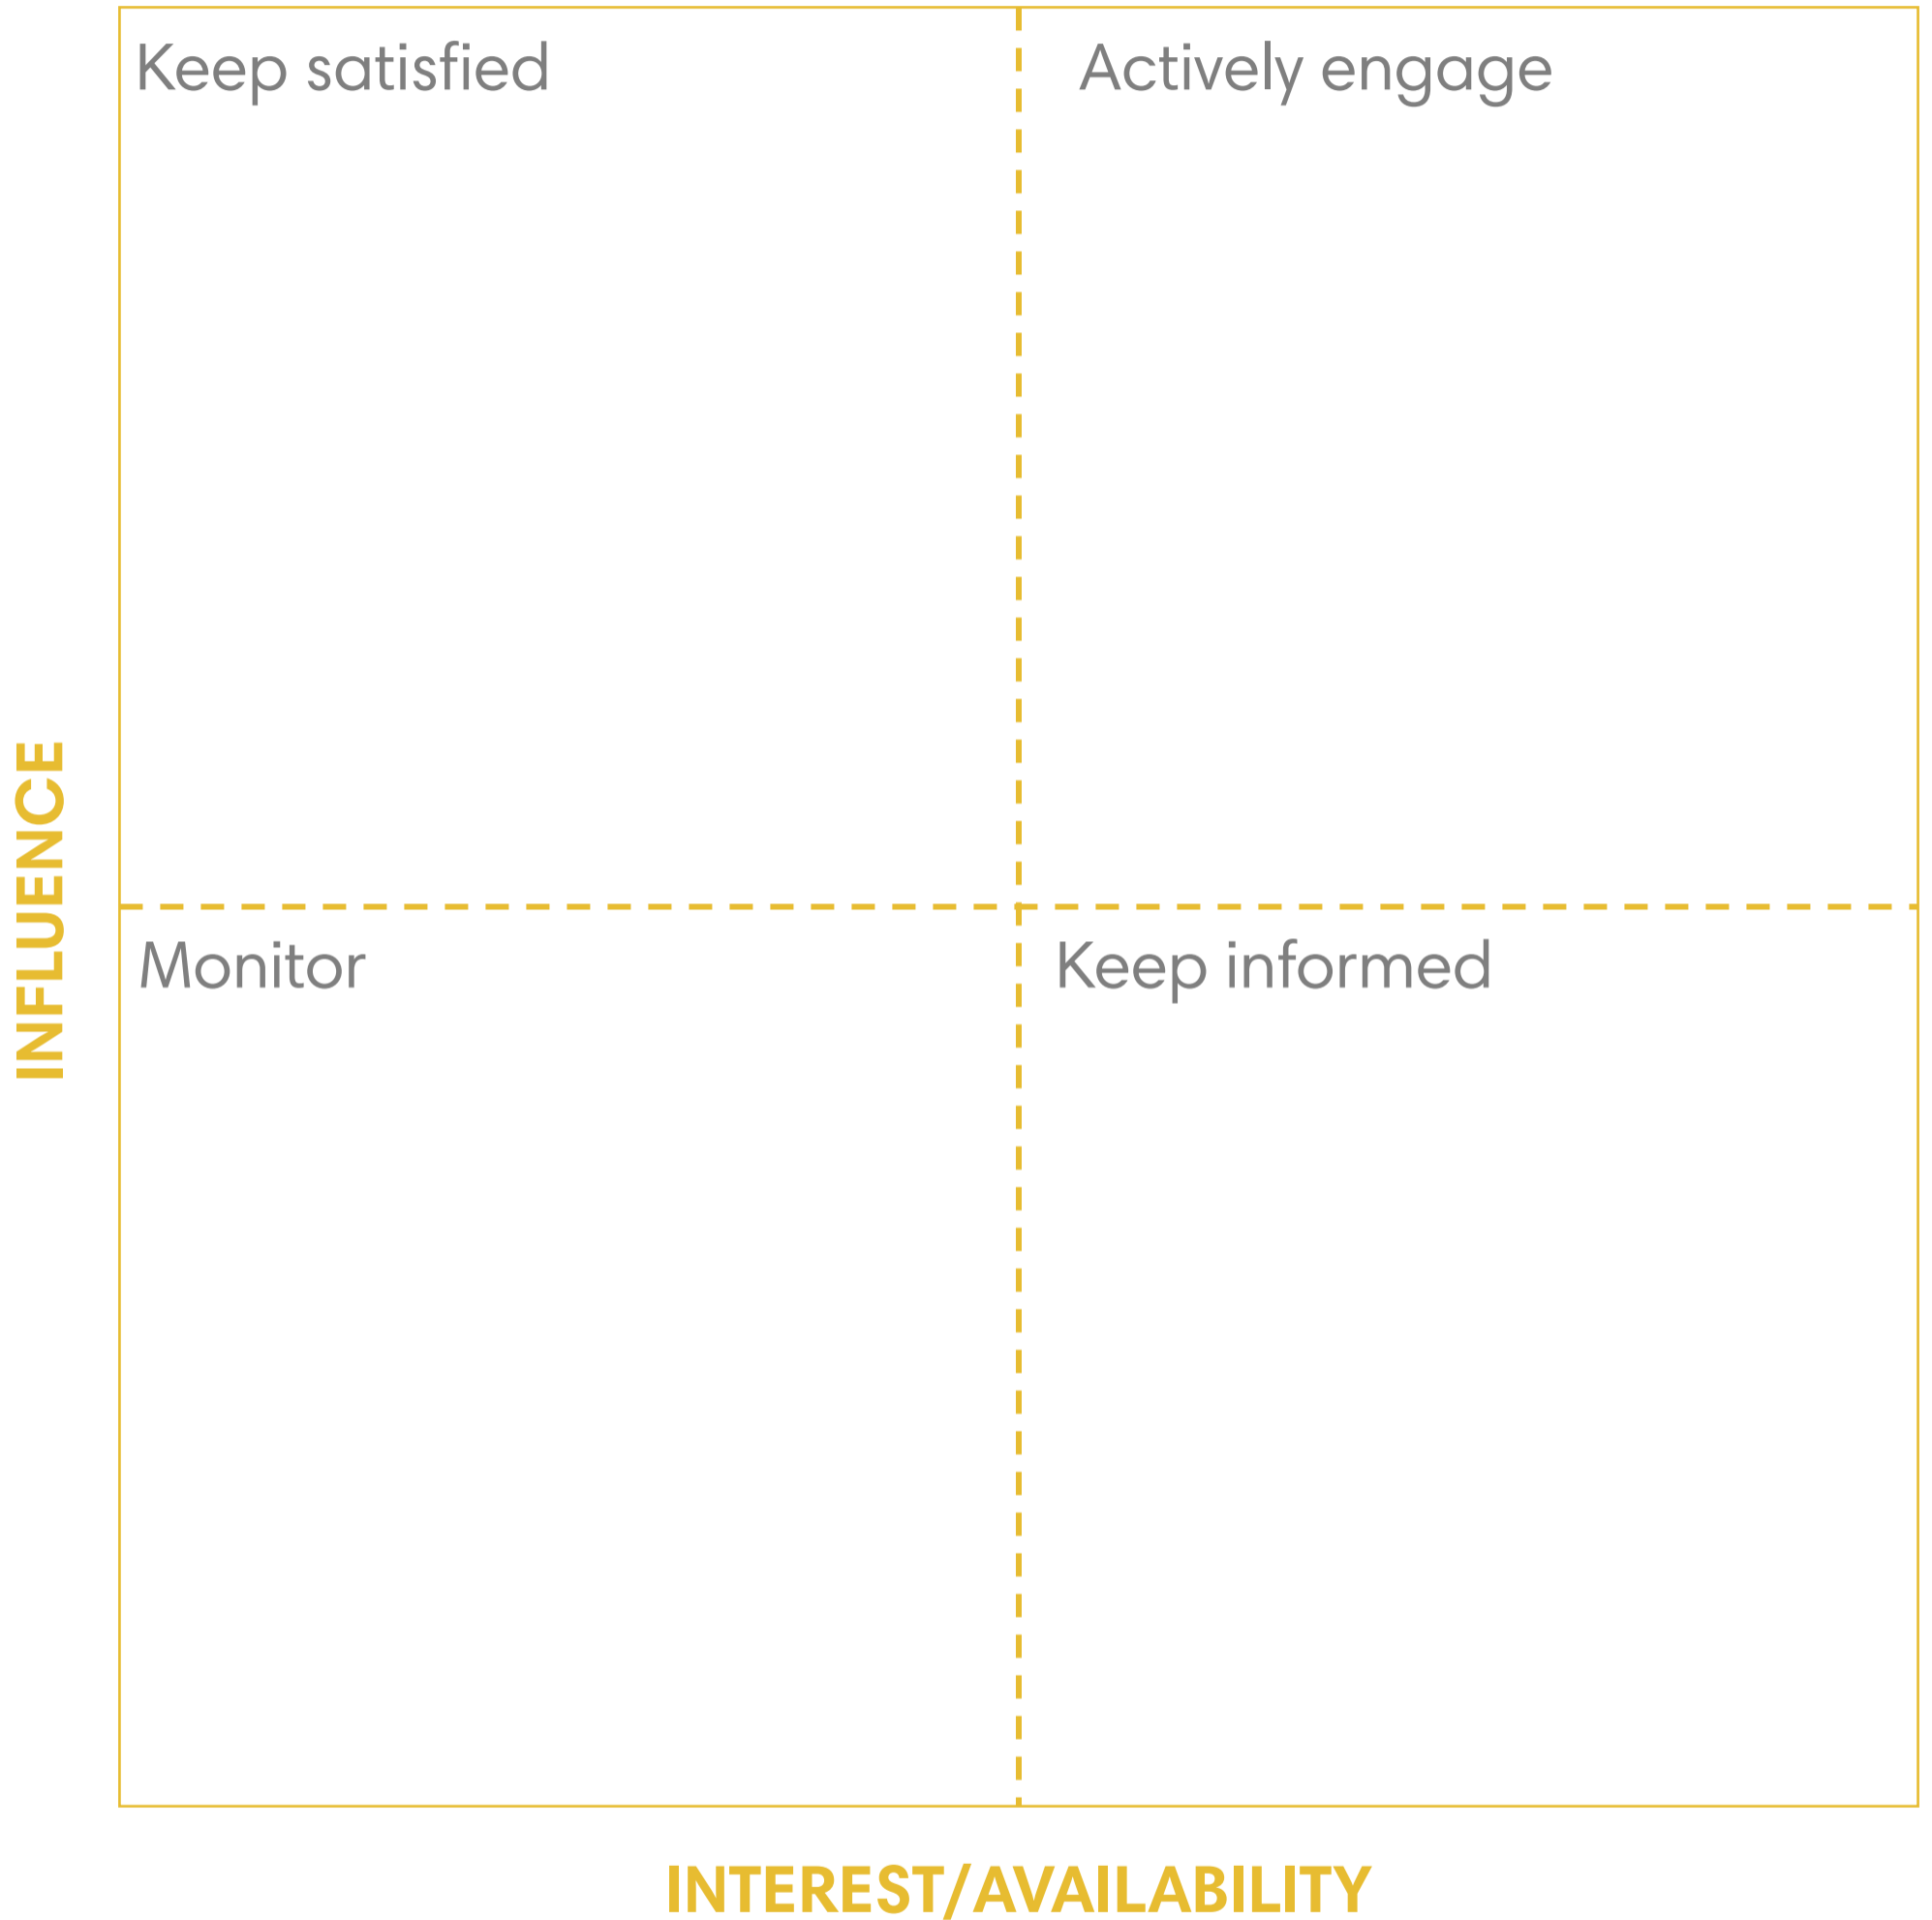 Keep satisfied
Actively engage
INFLUENCE
Monitor
Keep informed
INTEREST/AVAILABILITY